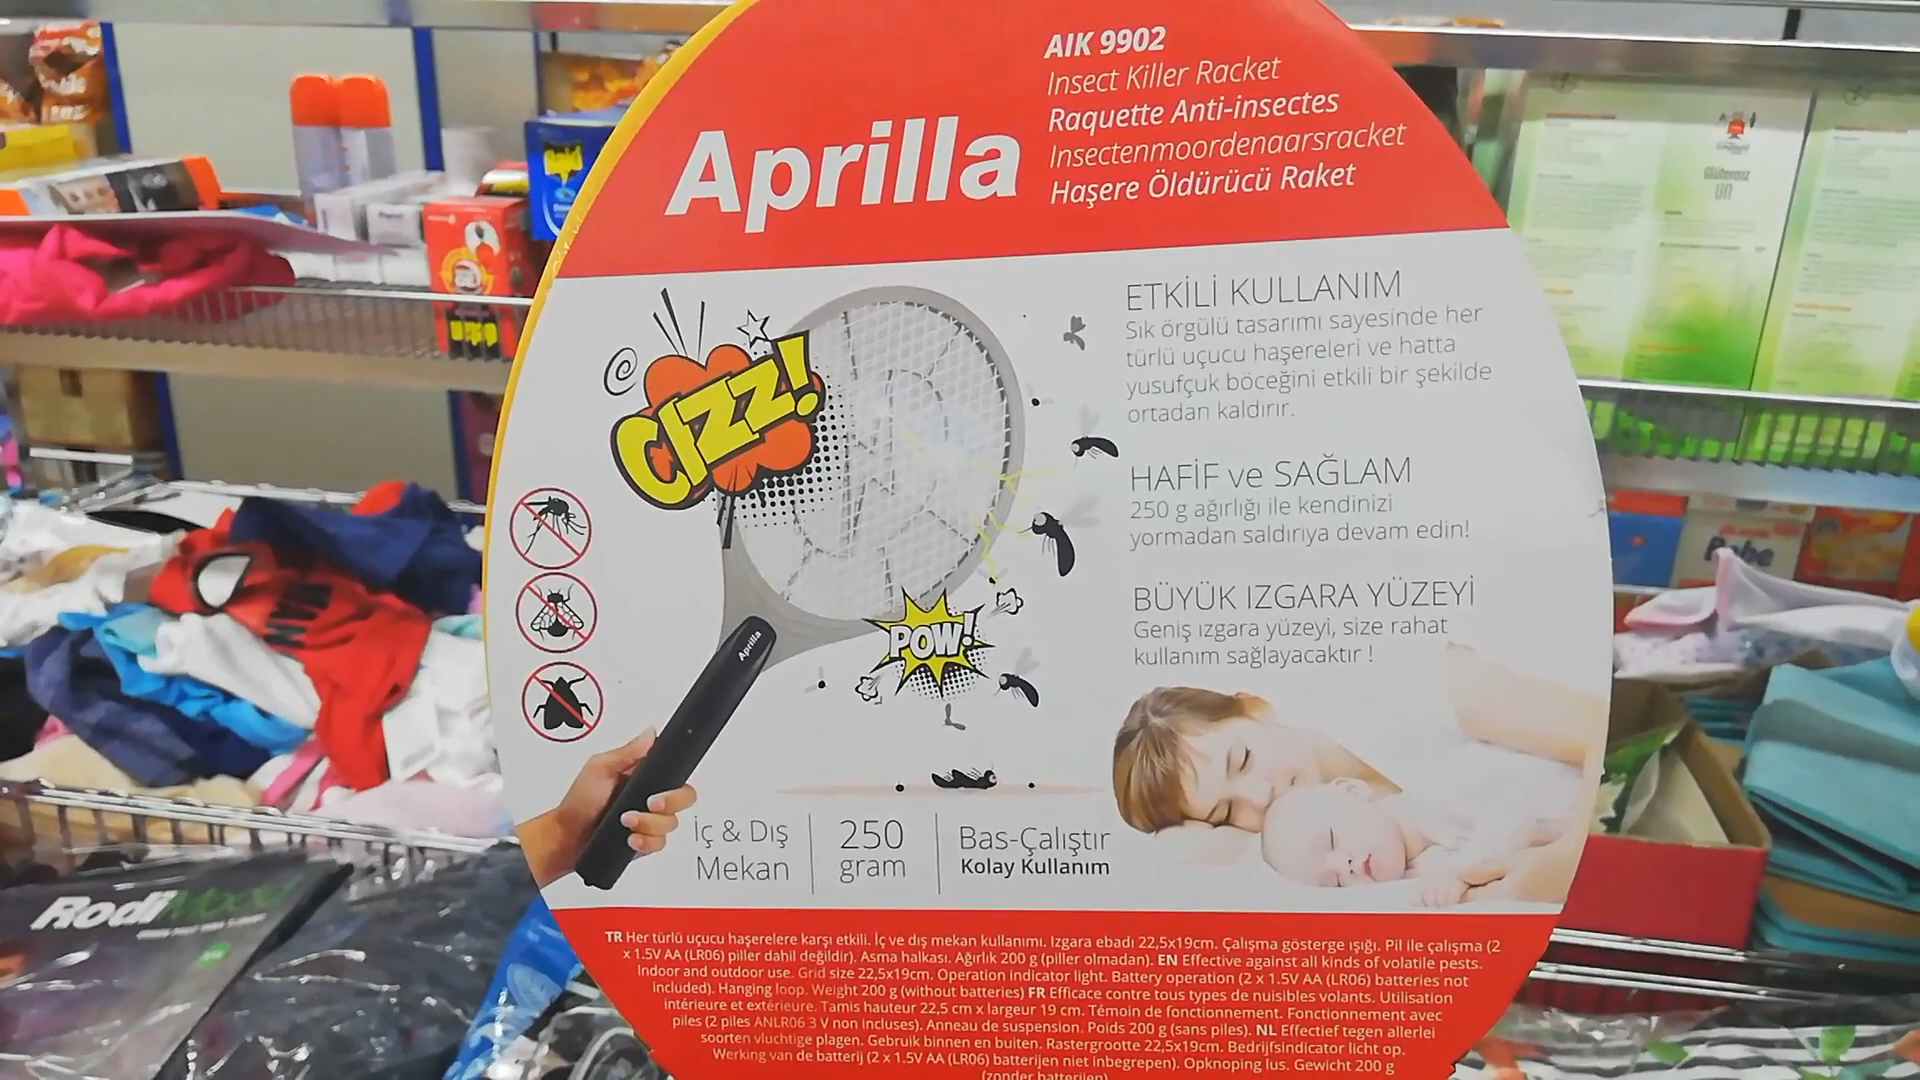 AIK 9902
Insect Killer Racket
Raquette Anti-insectes
Insectenmoordenaarsracket
Haşere Öldürücü Raket
Aprilla
ETKİLİ KULLANIM
Sık örgülü tasarımı sayesinde her
türlü uçucu haşereleri ve hatta
yusufçuk böceğini etkili bir şekilde
ortadan kaldırır.
HAFİF ve SAĞLAM
250 g ağırlığı ile kendinizi
yormadan saldırıya devam edin!
BÜYÜK IZGARA YÜZEYİ
Geniş ızgara yüzeyi, size rahat
kullanım sağlayacaktır !
CIZZ!
POW!
Aprilla
İç & Dış
Mekan
250
gram
Bas-Çalıştır
Kolay Kullanım
TR Her türlü uçucu haşerelere karşı etkili. İç ve dış mekan kullanımı. Izgara ebadı 22,5x19cm. Çalışma gösterge ışığı. Pil ile çalışma (2
x 1.5V AA (LR06) piller dahil değildir). Asma halkası. Ağırlık 200 g (piller olmadan). EN Effective against all kinds of volatile pests.
Indoor and outdoor use. Grid size 22,5x19cm. Operation indicator light. Battery operation (2 x 1.5V AA (LR06) batteries not
included). Hanging loop. Weight 200 g (without batteries) FR Efficace contre tous types de nuisibles volants. Utilisation
intérieure et extérieure. Tamis hauteur 22,5 cm x largeur 19 cm. Témoin de fonctionnement. Fonctionnement avec
piles (2 piles ANLR06 3 V non incluses). Anneau de suspension. Poids 200 g (sans piles). NL Effectief tegen allerlei
soorten vluchtige plagen. Gebruik binnen en buiten. Rastergrootte 22,5x19cm. Bedrijfsindicator licht op.
Werking van de batterij (2 x 1.5V AA (LR06) batterijen niet inbegrepen). Opknoping lus. Gewicht 200 g
(zonder batterijen)
RodiMood
Glutensiz
Un